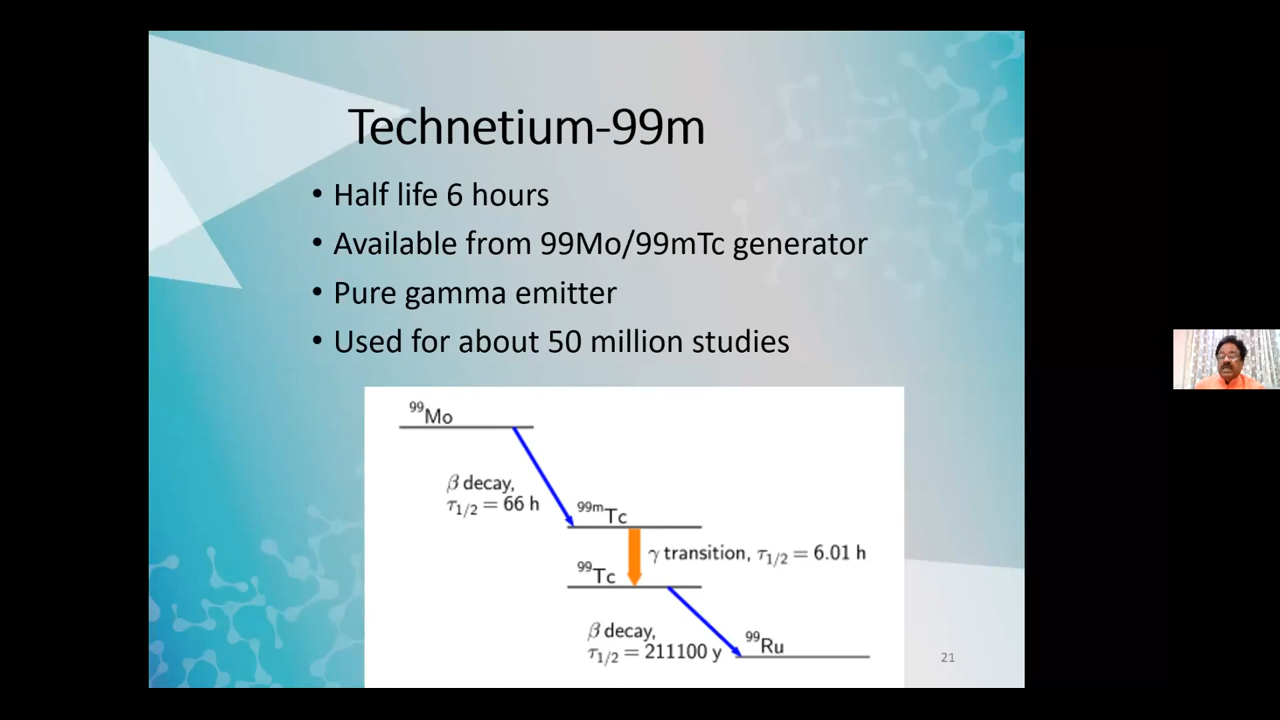 Technetium-99m
• Half life 6 hours
• Available from 99Mo/99mTc generator
• Pure gamma emitter
• Used for about 50 million studies
⁹⁹Mo
β decay,
τ₁/₂ = 66 h
⁹⁹ᵐTc
γ transition, τ₁/₂ = 6.01 h
⁹⁹Tc
β decay,
τ₁/₂ = 211100 y
⁹⁹Ru
21